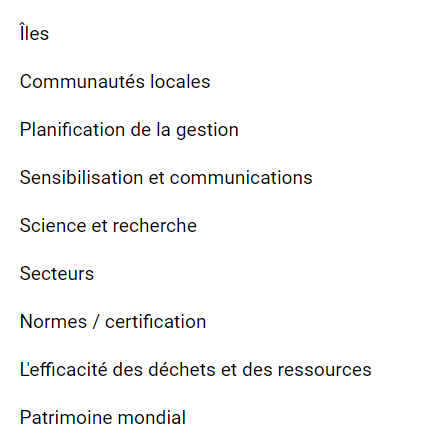 Îles
Communautés locales
Planification de la gestion
Sensibilisation et communications
Science et recherche
Secteurs
Normes / certification
L'efficacité des déchets et des ressources
Patrimoine mondial